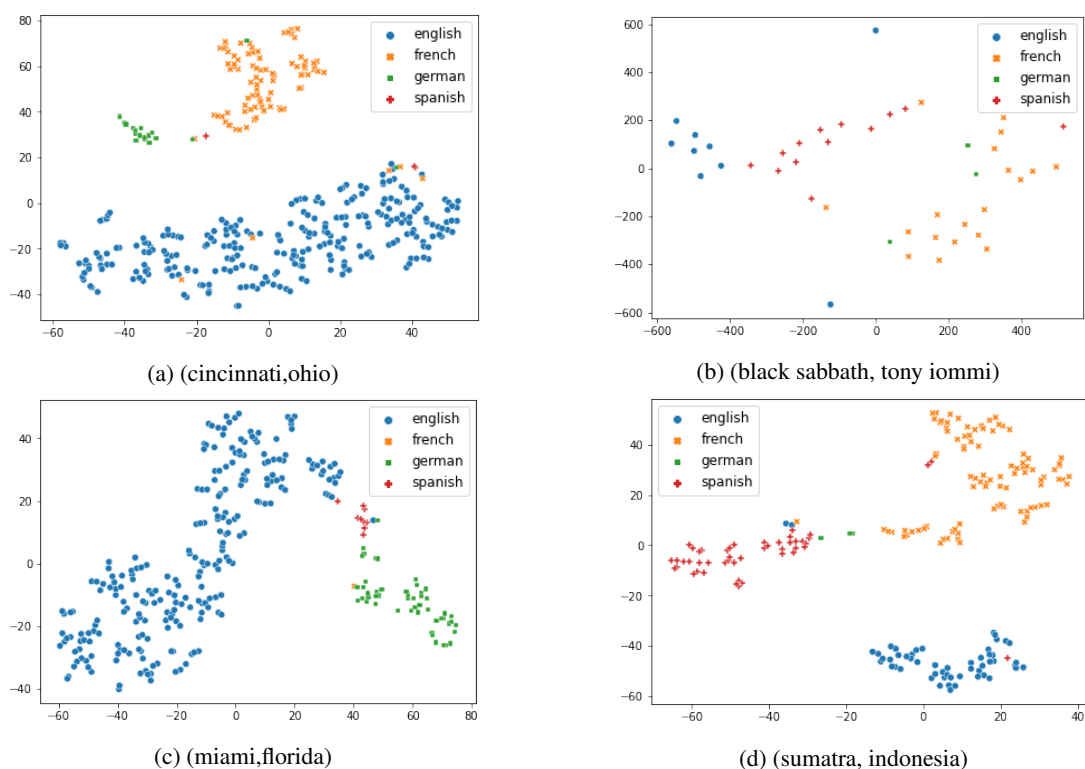 80
60
40
20
0
−20
−40
−60
−40
−20
0
20
40
english
french
german
spanish
(a) (cincinnati,ohio)
600
400
200
0
−200
−400
−600
−600
−400
−200
0
200
400
english
french
german
spanish
(b) (black sabbath, tony iommi)
40
20
0
−20
−40
−60
−40
−20
0
20
40
60
80
english
french
german
spanish
(c) (miami,florida)
40
20
0
−20
−40
−60
−60
−40
−20
0
20
40
english
french
german
spanish
(d) (sumatra, indonesia)